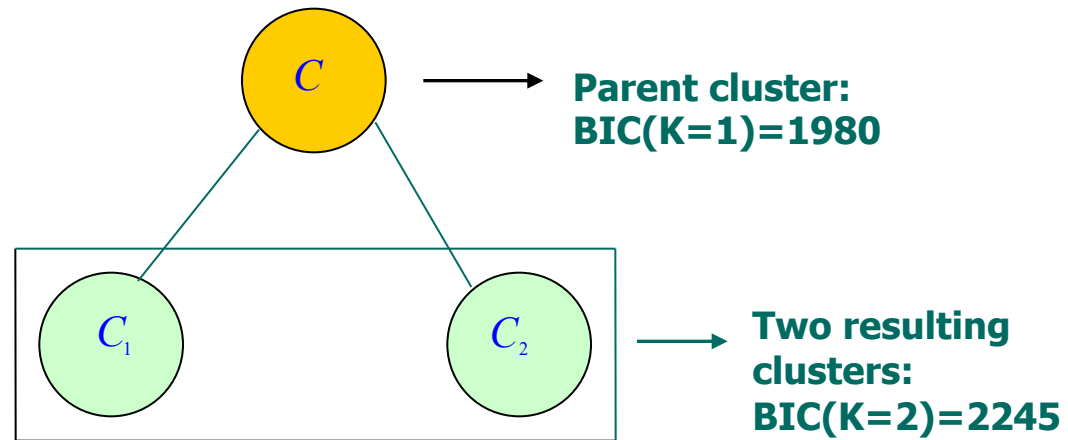 C
Parent cluster:
BIC(K=1)=1980
C₁
C₂
Two resulting
clusters:
BIC(K=2)=2245